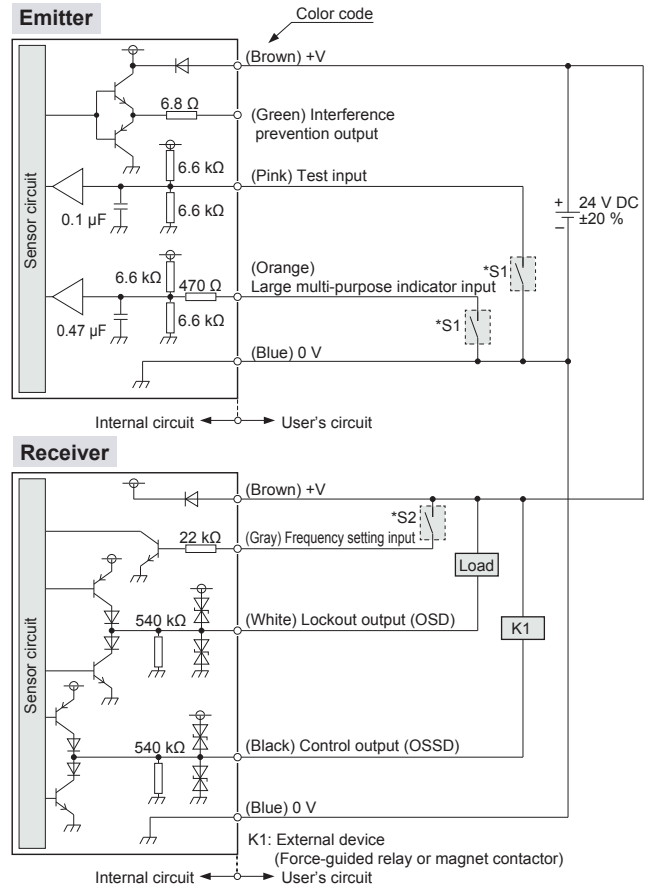 Emitter
Color code
(Brown) +V
6.8 Ω
(Green) Interference
prevention output
6.6 kΩ
(Pink) Test input
0.1 µF
6.6 kΩ
+
24 V DC
±20 %
−
Sensor circuit
(Orange)
Large multi-purpose indicator input
6.6 kΩ
470 Ω
*S1
0.47 µF
6.6 kΩ
*S1
(Blue) 0 V
Internal circuit
User's circuit
Receiver
(Brown) +V
*S2
22 kΩ
(Gray) Frequency setting input
Load
540 kΩ
(White) Lockout output (OSD)
K1
Sensor circuit
540 kΩ
(Black) Control output (OSSD)
(Blue) 0 V
K1: External device
(Force-guided relay or magnet contactor)
Internal circuit
User's circuit